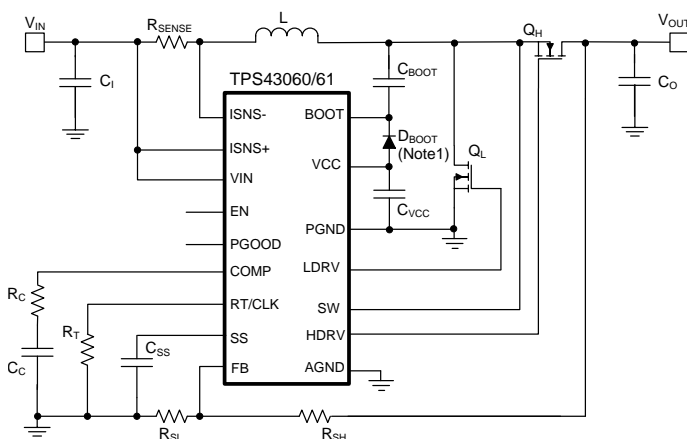 VIN
RSENSE
L
QH
VOUT
CI
TPS43060/61
CBOOT
CO
ISNS-
BOOT
DBOOT
(Note1)
QL
ISNS+
VCC
VIN
CVCC
EN
PGND
PGOOD
LDRV
COMP
RC
RT/CLK
SW
RT
SS
HDRV
CSS
CC
FB
AGND
RSL
RSH